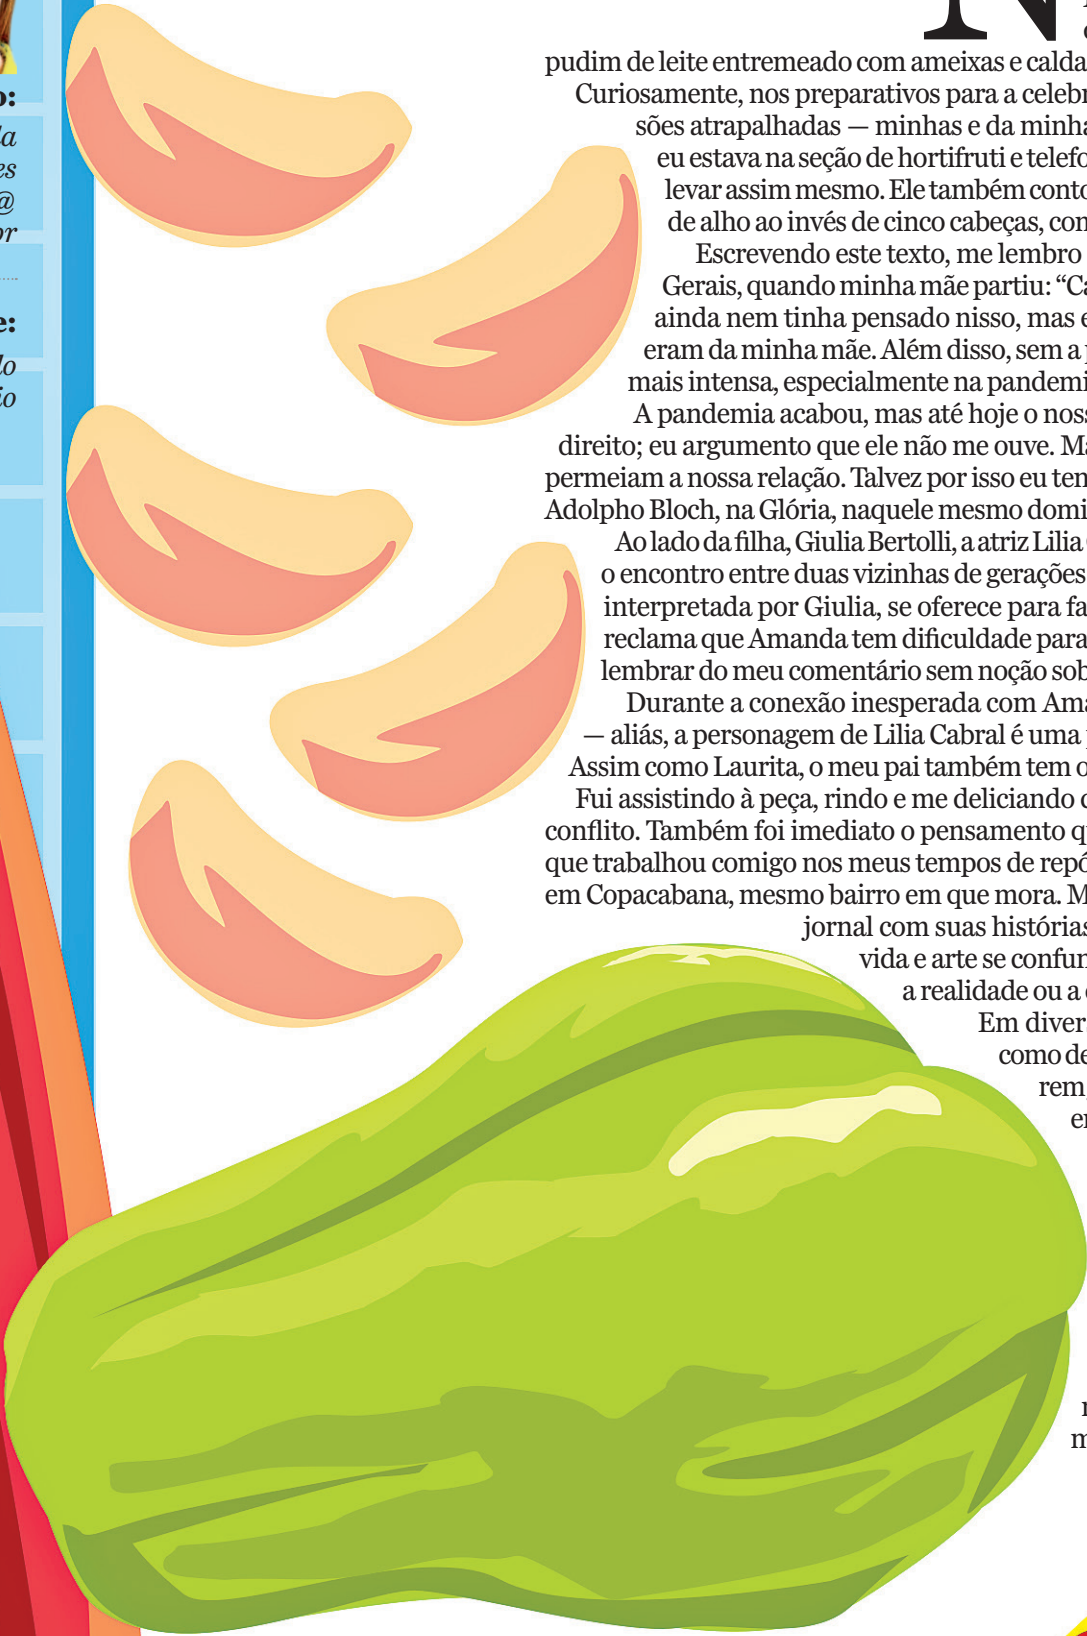 o:
la
es
@
or
e:
lo
io
N
pudim de leite entremeado com ameixas e calda
Curiosamente, nos preparativos para a celebr
sões atrapalhadas — minhas e da minha
eu estava na seção de hortifruti e telefo
levar assim mesmo. Ele também conto
de alho ao invés de cinco cabeças, con
Escrevendo este texto, me lembro
Gerais, quando minha mãe partiu: “Ca
ainda nem tinha pensado nisso, mas e
eram da minha mãe. Além disso, sem a p
mais intensa, especialmente na pandemi
A pandemia acabou, mas até hoje o noss
direito; eu argumento que ele não me ouve. Ma
permeiam a nossa relação. Talvez por isso eu ten
Adolpho Bloch, na Glória, naquele mesmo domi
Ao lado da filha, Giulia Bertolli, a atriz Lilia
o encontro entre duas vizinhas de gerações
interpretada por Giulia, se oferece para fa
reclama que Amanda tem dificuldade para
lembrar do meu comentário sem noção sob
Durante a conexão inesperada com Ama
— aliás, a personagem de Lilia Cabral é uma p
Assim como Laurita, o meu pai também tem o
Fui assistindo à peça, rindo e me deliciando c
conflito. Também foi imediato o pensamento qu
que trabalhou comigo nos meus tempos de repó
em Copacabana, mesmo bairro em que mora. M
jornal com suas histórias
vida e arte se confun
a realidade ou a
Em diver
como de
rem,
er
m